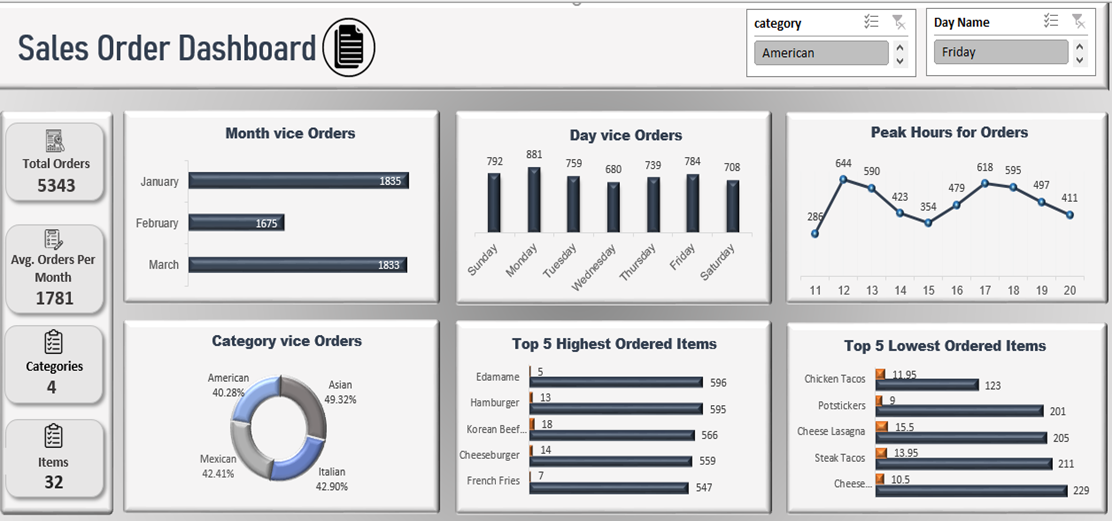 Sales Order Dashboard
category
American
Day Name
Friday
Total Orders
5343
Avg. Orders Per
Month
1781
Categories
4
Items
32
Month vice Orders
January 1835
February 1675
March 1833
Day vice Orders
792 881 759 680 739 784 708
Sunday Monday Tuesday Wednesday Thursday Friday Saturday
Peak Hours for Orders
286 644 590 423 354 479 618 595 497 411
11 12 13 14 15 16 17 18 19 20
Category vice Orders
American
40.28%
Asian
49.32%
Mexican
42.41%
Italian
42.90%
Top 5 Highest Ordered Items
Edamame 5 596
Hamburger 13 595
Korean Beef... 18 566
Cheeseburger 14 559
French Fries 7 547
Top 5 Lowest Ordered Items
Chicken Tacos 11.95 123
Potstickers 9 201
Cheese Lasagna 15.5 205
Steak Tacos 13.95 211
Cheese... 10.5 229